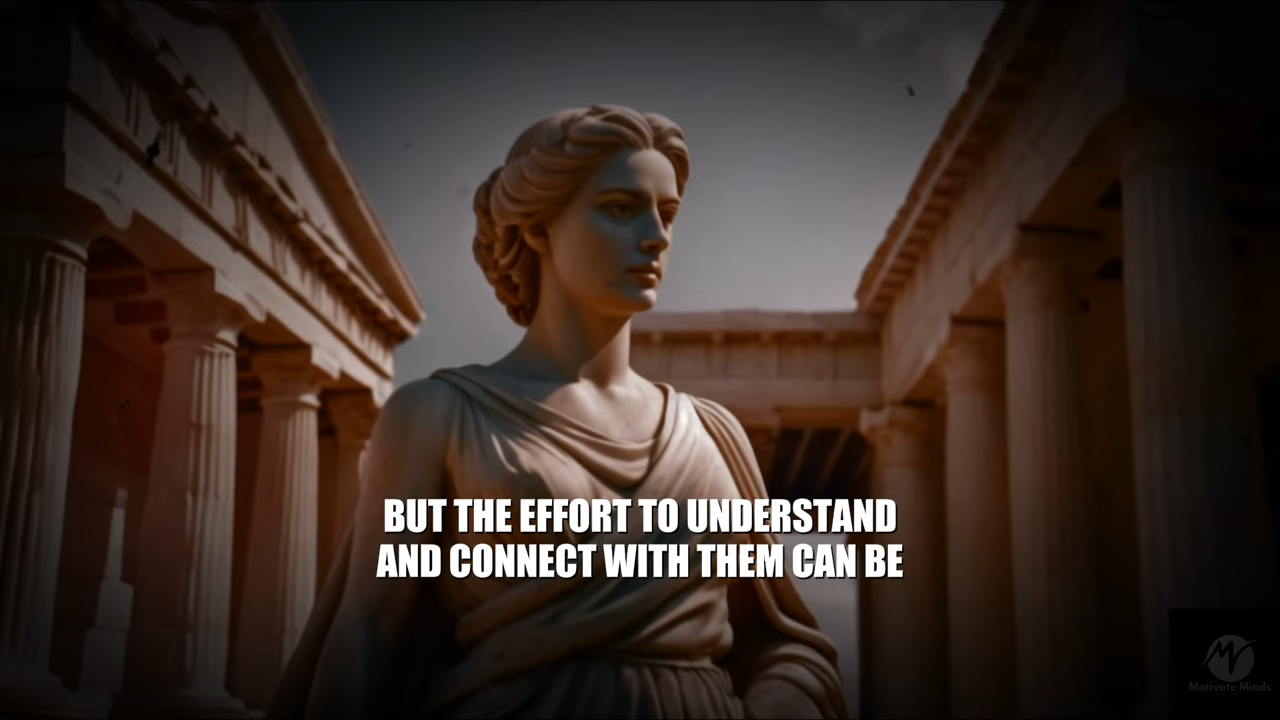 BUT THE EFFORT TO UNDERSTAND
AND CONNECT WITH THEM CAN BE
Motivate Minds